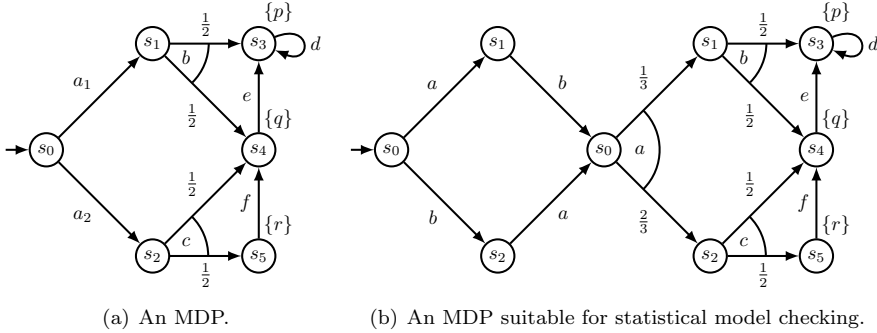 {p} {p}
s₁ ½ s₃ d s₁ s₁ ½ s₃ d
b b
a₁ ½ e a b ⅓ ½ e
{q} {q}
s₀ s₄ s₀ s₀ a s₄
a₂ ½ f b a ⅔ ½ f
{r} {r}
c c
s₂ ½ s₅ s₂ s₂ ½ s₅
(a) An MDP. (b) An MDP suitable for statistical model checking.